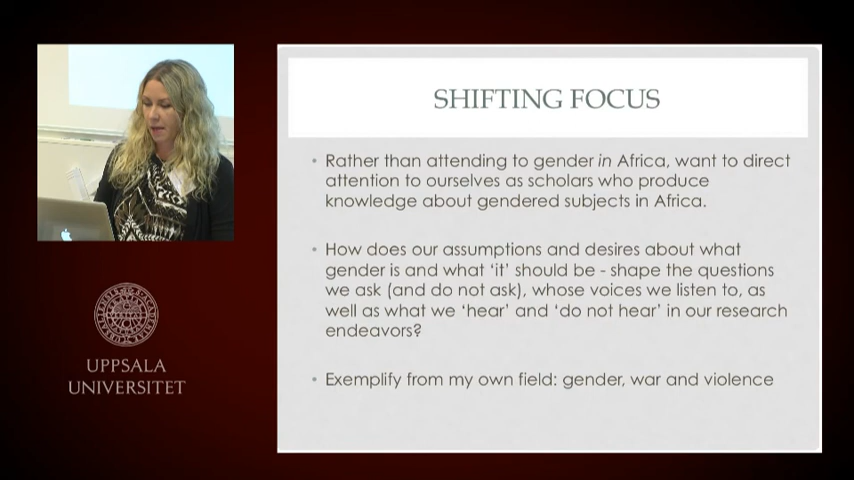 SHIFTING FOCUS
• Rather than attending to gender in Africa, want to direct
attention to ourselves as scholars who produce
knowledge about gendered subjects in Africa.
• How does our assumptions and desires about what
gender is and what ‘it’ should be - shape the questions
we ask (and do not ask), whose voices we listen to, as
well as what we ‘hear’ and ‘do not hear’ in our research
endeavors?
• Exemplify from my own field: gender, war and violence
UPPSALA
UNIVERSITET